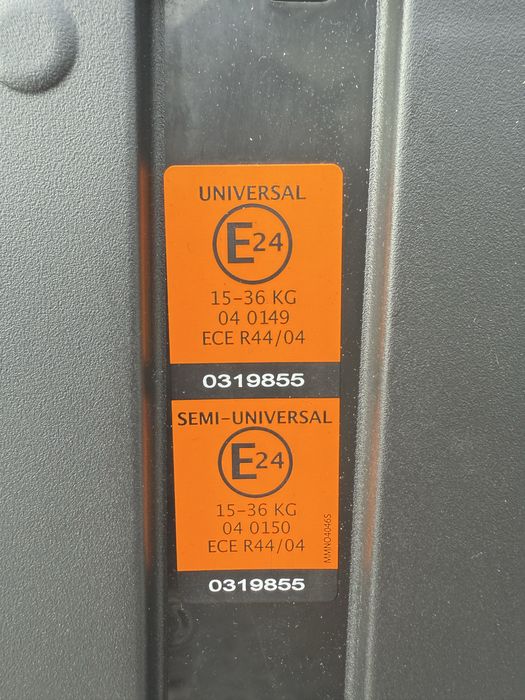 UNIVERSAL
E24
15-36 KG
04 0149
ECE R44/04
0319855
SEMI-UNIVERSAL
E24
15-36 KG
04 0150
ECE R44/04
MMNO4046S
0319855